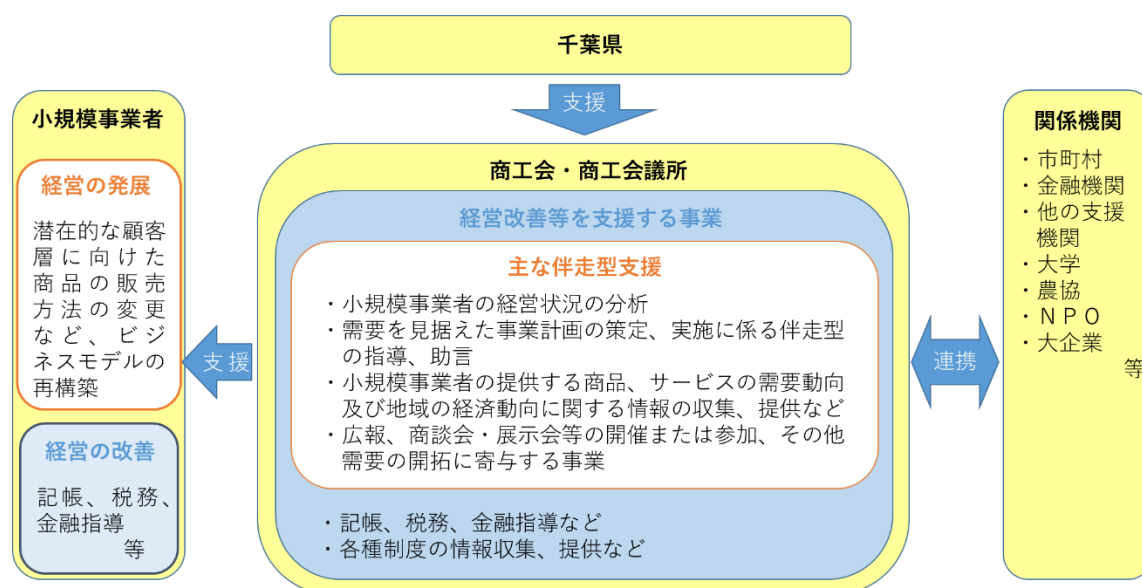 千葉県
支援
小規模事業者
経営の発展
潜在的な顧客
層に向けた
商品の販売
方法の変更
など、ビジ
ネスモデルの
再構築
経営の改善
記帳、税務、
金融指導
等
支援
商工会・商工会議所
経営改善等を支援する事業
主な伴走型支援
・小規模事業者の経営状況の分析
・需要を見据えた事業計画の策定、実施に係る伴走型
の指導、助言
・小規模事業者の提供する商品、サービスの需要動向
及び地域の経済動向に関する情報の収集、提供など
・広報、商談会・展示会等の開催または参加、その他
需要の開拓に寄与する事業
・記帳、税務、金融指導など
・各種制度の情報収集、提供など
連携
関係機関
・市町村
・金融機関
・他の支援
機関
・大学
・農協
・ＮＰＯ
・大企業
等